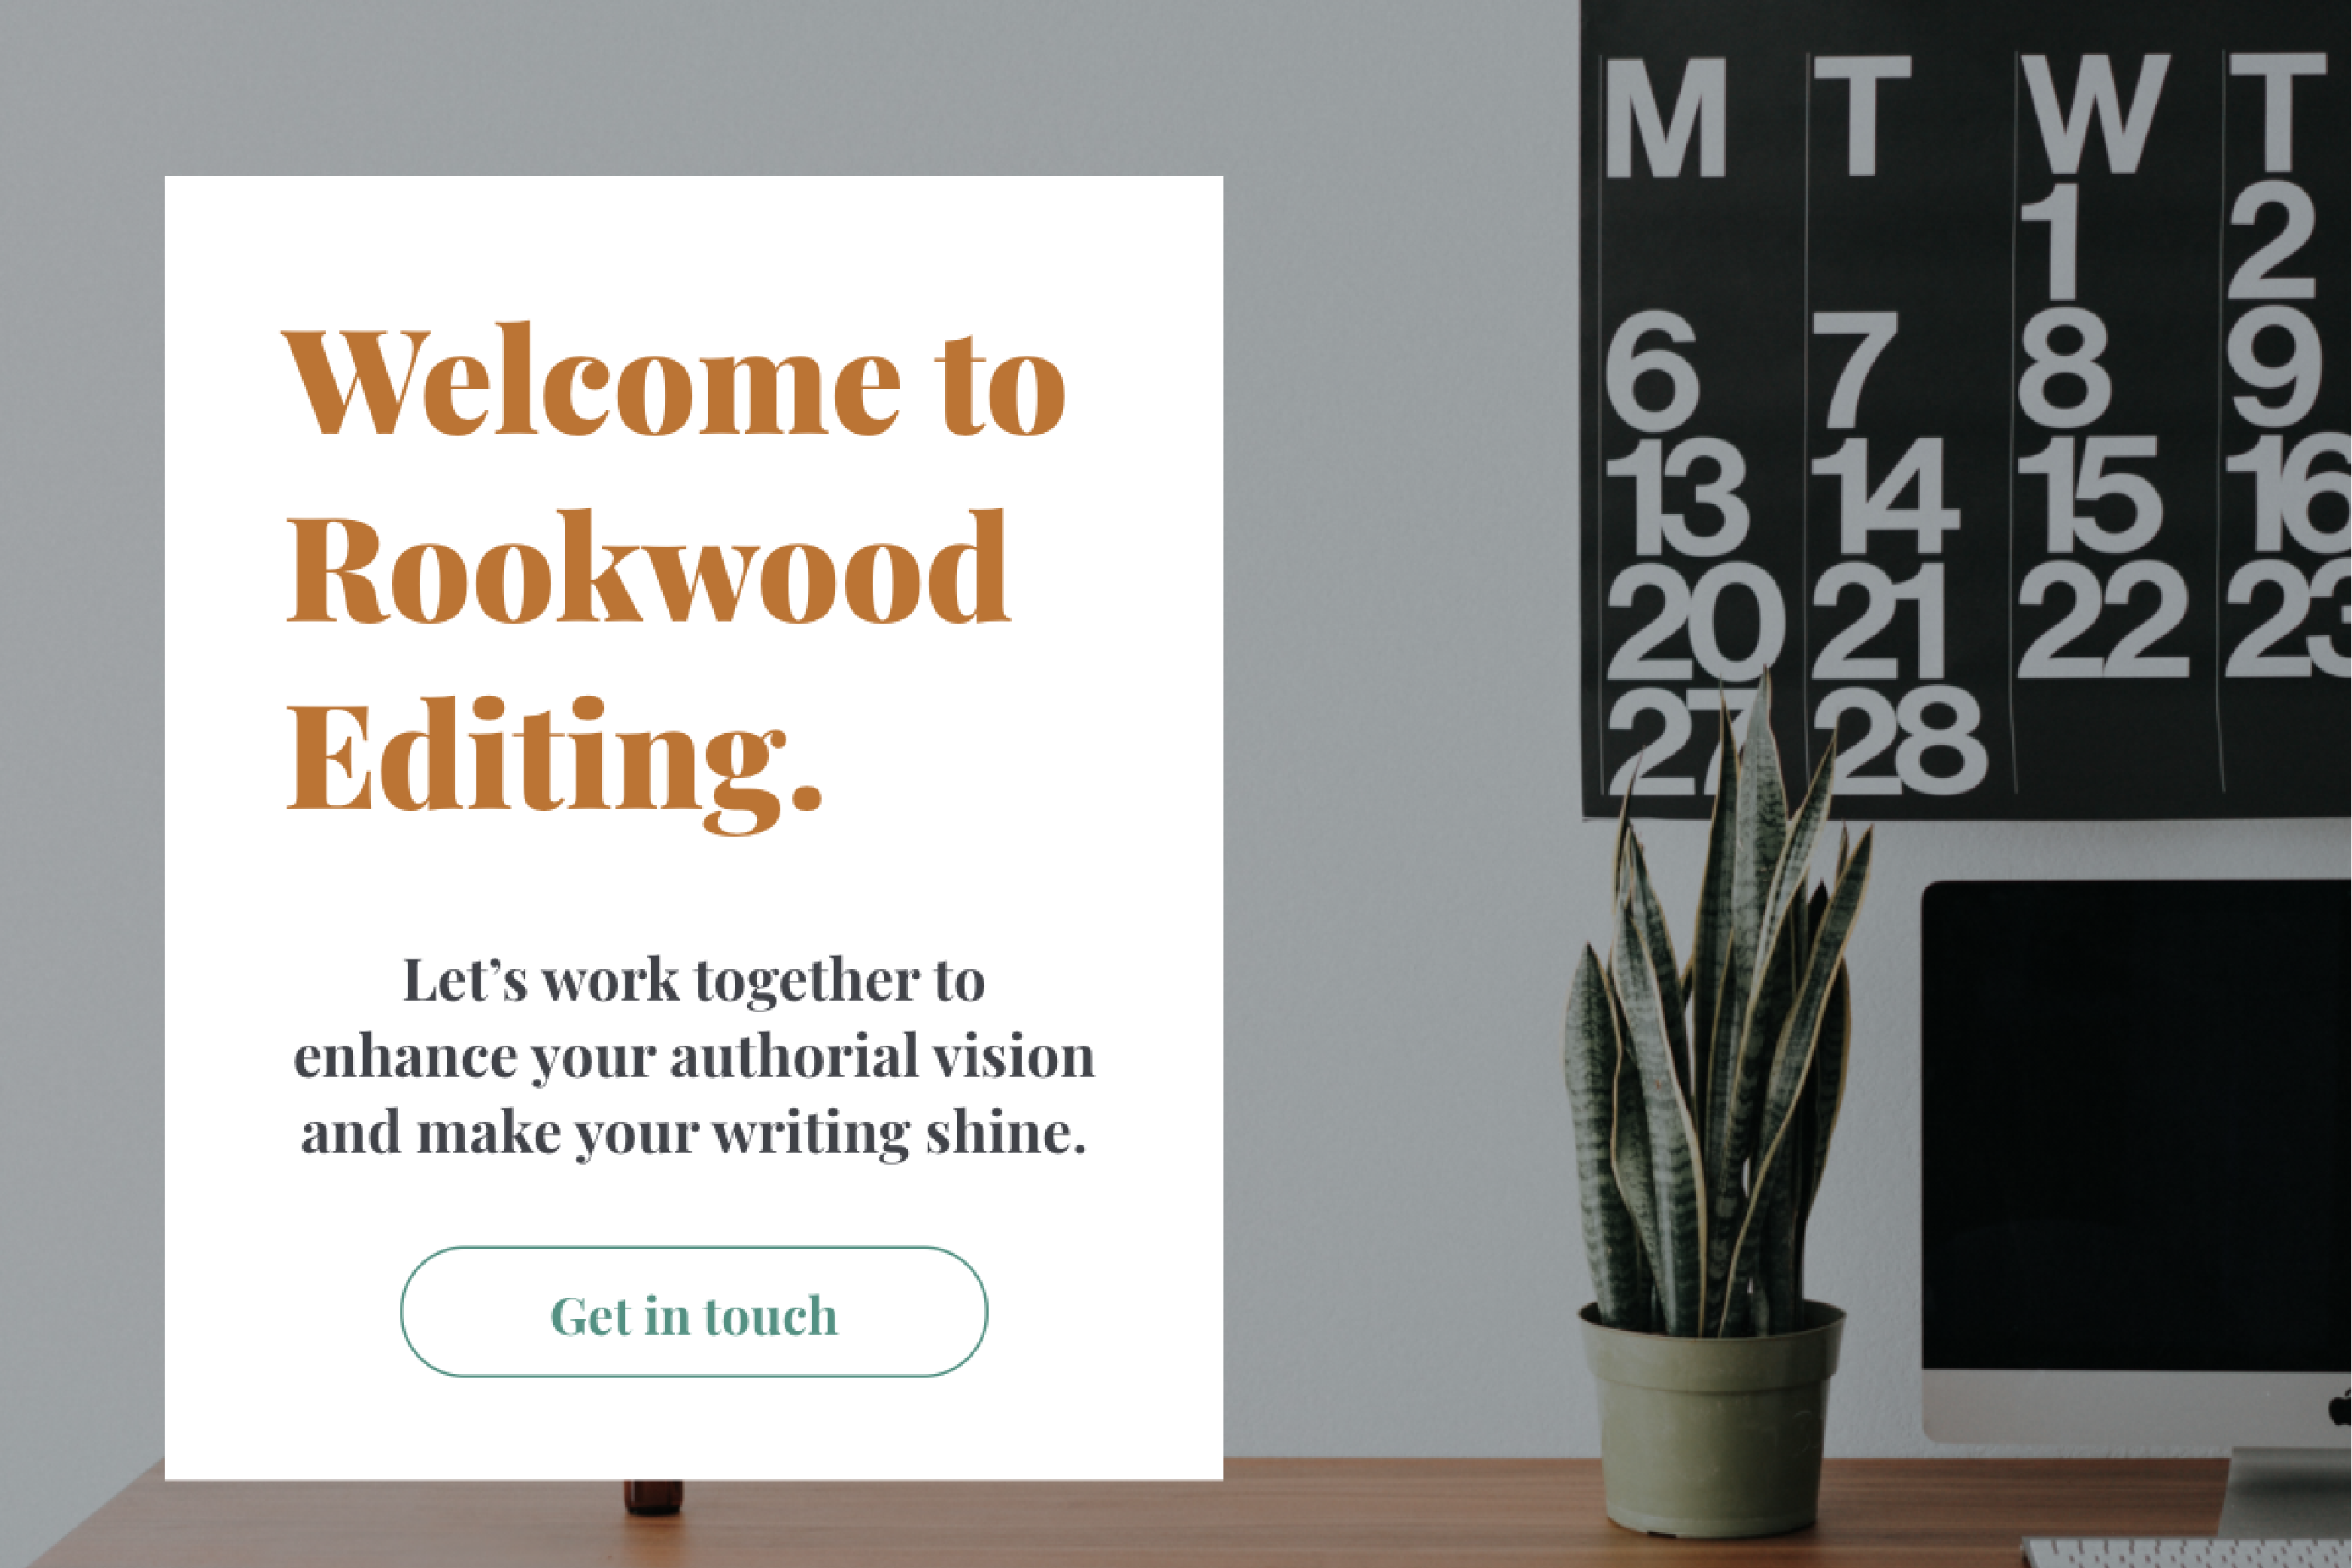 Welcome to
Rookwood
Editing.
Let’s work together to
enhance your authorial vision
and make your writing shine.
Get in touch
M T W T
1 2
6 7 8 9
13 14 15 16
20 21 22 23
27 28